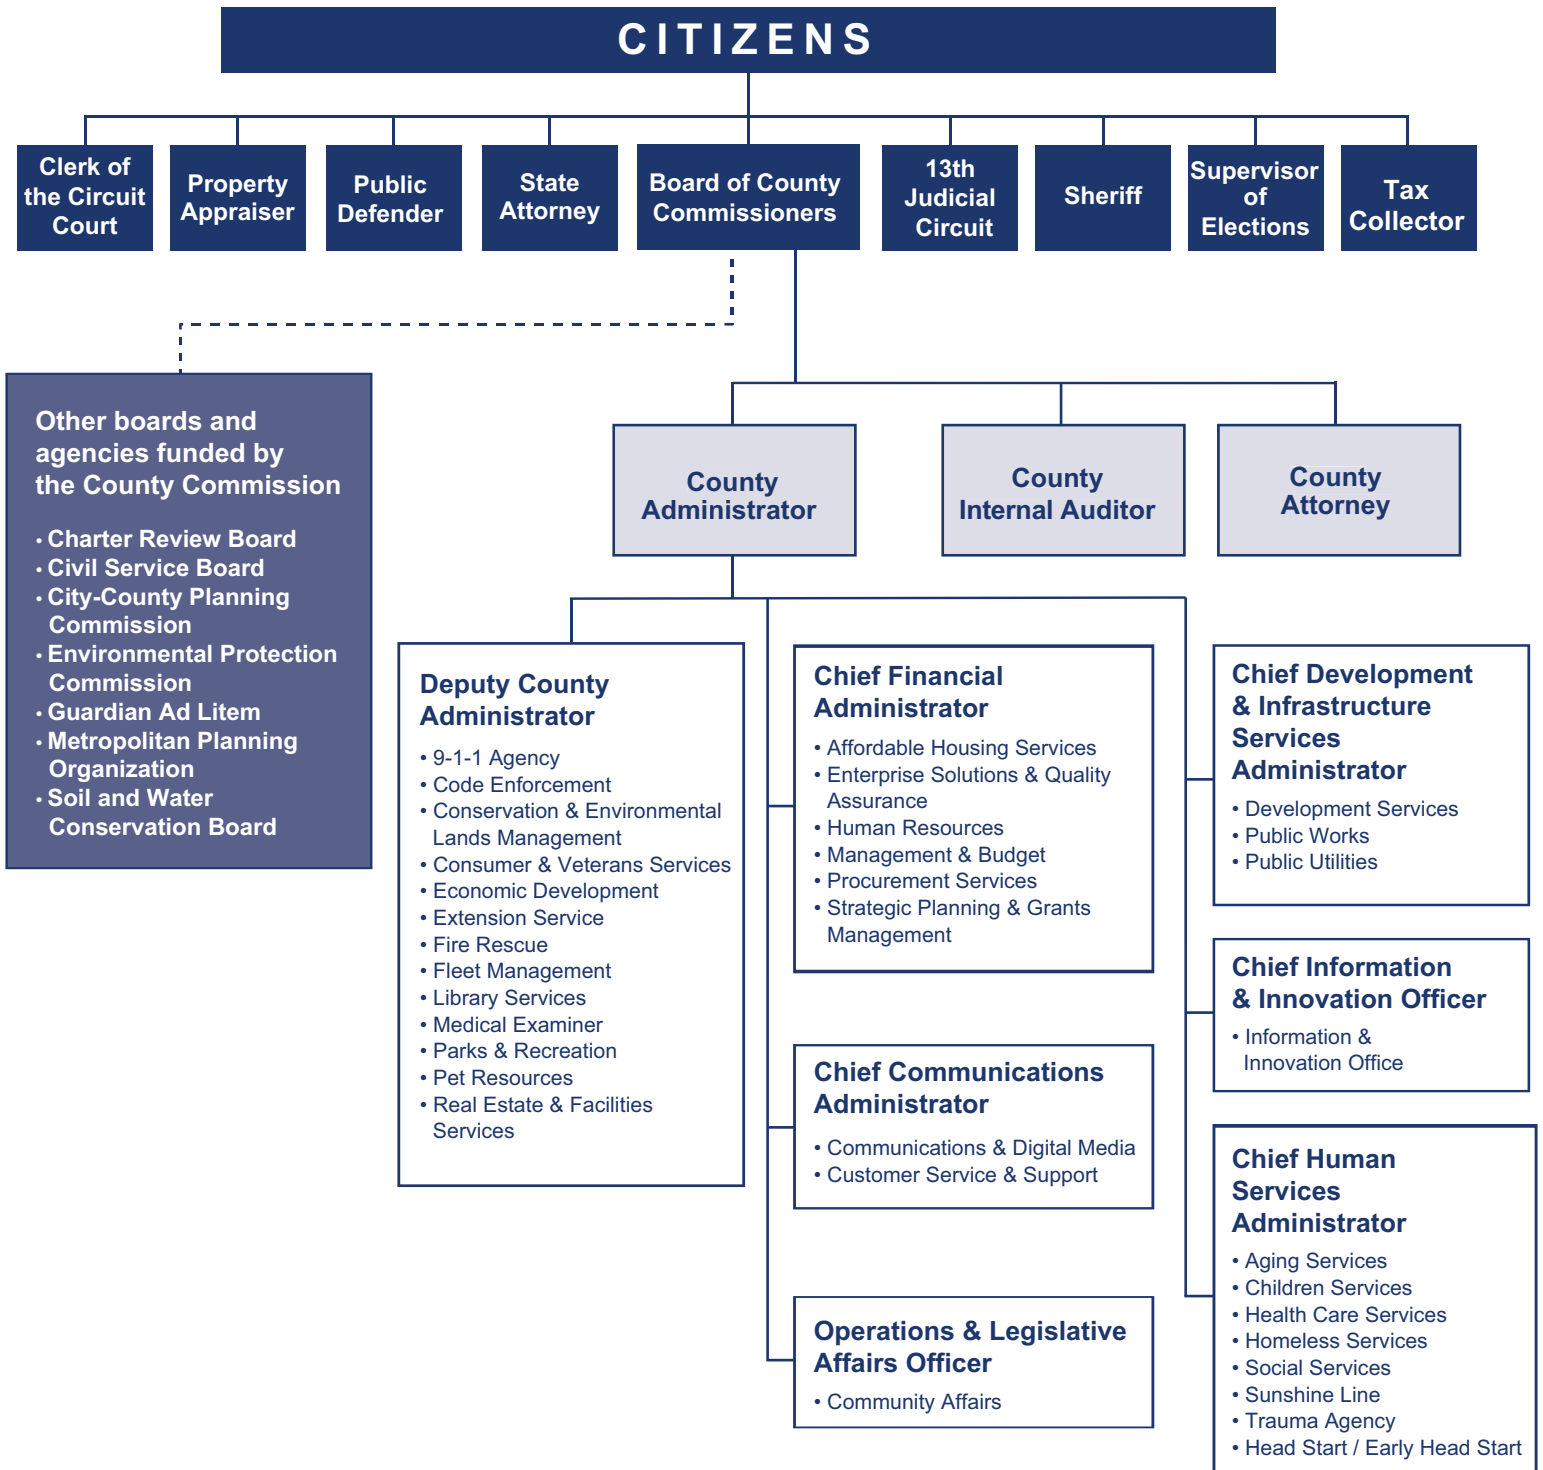 CITIZENS
Clerk of
the Circuit
Court
Property
Appraiser
Public
Defender
State
Attorney
Board of County
Commissioners
13th
Judicial
Circuit
Sheriff
Supervisor
of
Elections
Tax
Collector
Other boards and
agencies funded by
the County Commission
• Charter Review Board
• Civil Service Board
• City-County Planning
Commission
• Environmental Protection
Commission
• Guardian Ad Litem
• Metropolitan Planning
Organization
• Soil and Water
Conservation Board
County
Administrator
County
Internal Auditor
County
Attorney
Deputy County
Administrator
• 9-1-1 Agency
• Code Enforcement
• Conservation & Environmental
Lands Management
• Consumer & Veterans Services
• Economic Development
• Extension Service
• Fire Rescue
• Fleet Management
• Library Services
• Medical Examiner
• Parks & Recreation
• Pet Resources
• Real Estate & Facilities
Services
Chief Financial
Administrator
• Affordable Housing Services
• Enterprise Solutions & Quality
Assurance
• Human Resources
• Management & Budget
• Procurement Services
• Strategic Planning & Grants
Management
Chief Communications
Administrator
• Communications & Digital Media
• Customer Service & Support
Operations & Legislative
Affairs Officer
• Community Affairs
Chief Development
& Infrastructure
Services
Administrator
• Development Services
• Public Works
• Public Utilities
Chief Information
& Innovation Officer
• Information &
Innovation Office
Chief Human
Services
Administrator
• Aging Services
• Children Services
• Health Care Services
• Homeless Services
• Social Services
• Sunshine Line
• Trauma Agency
• Head Start / Early Head Start